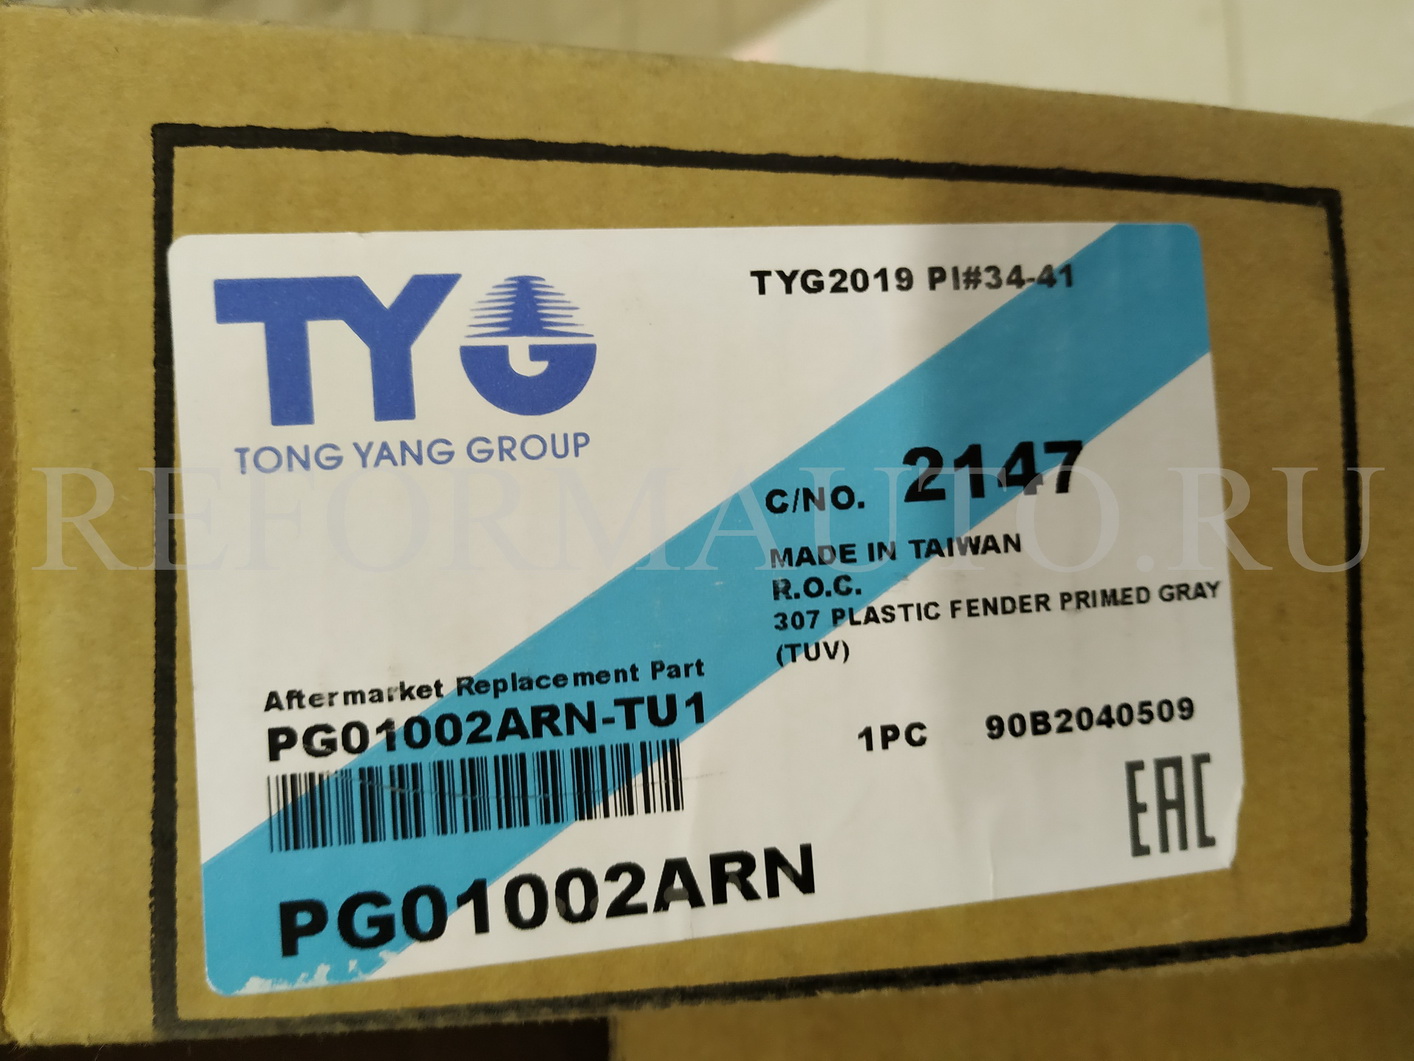 TYG
TONG YANG GROUP
TYG2019 PI#34-41
C/NO. 2147
MADE IN TAIWAN
R.O.C.
307 PLASTIC FENDER PRIMED GRAY
(TUV)
Aftermarket Replacement Part
PG01002ARN-TU1
1PC 90B2040509
EAC
PG01002ARN
REFORMAUTO.RU